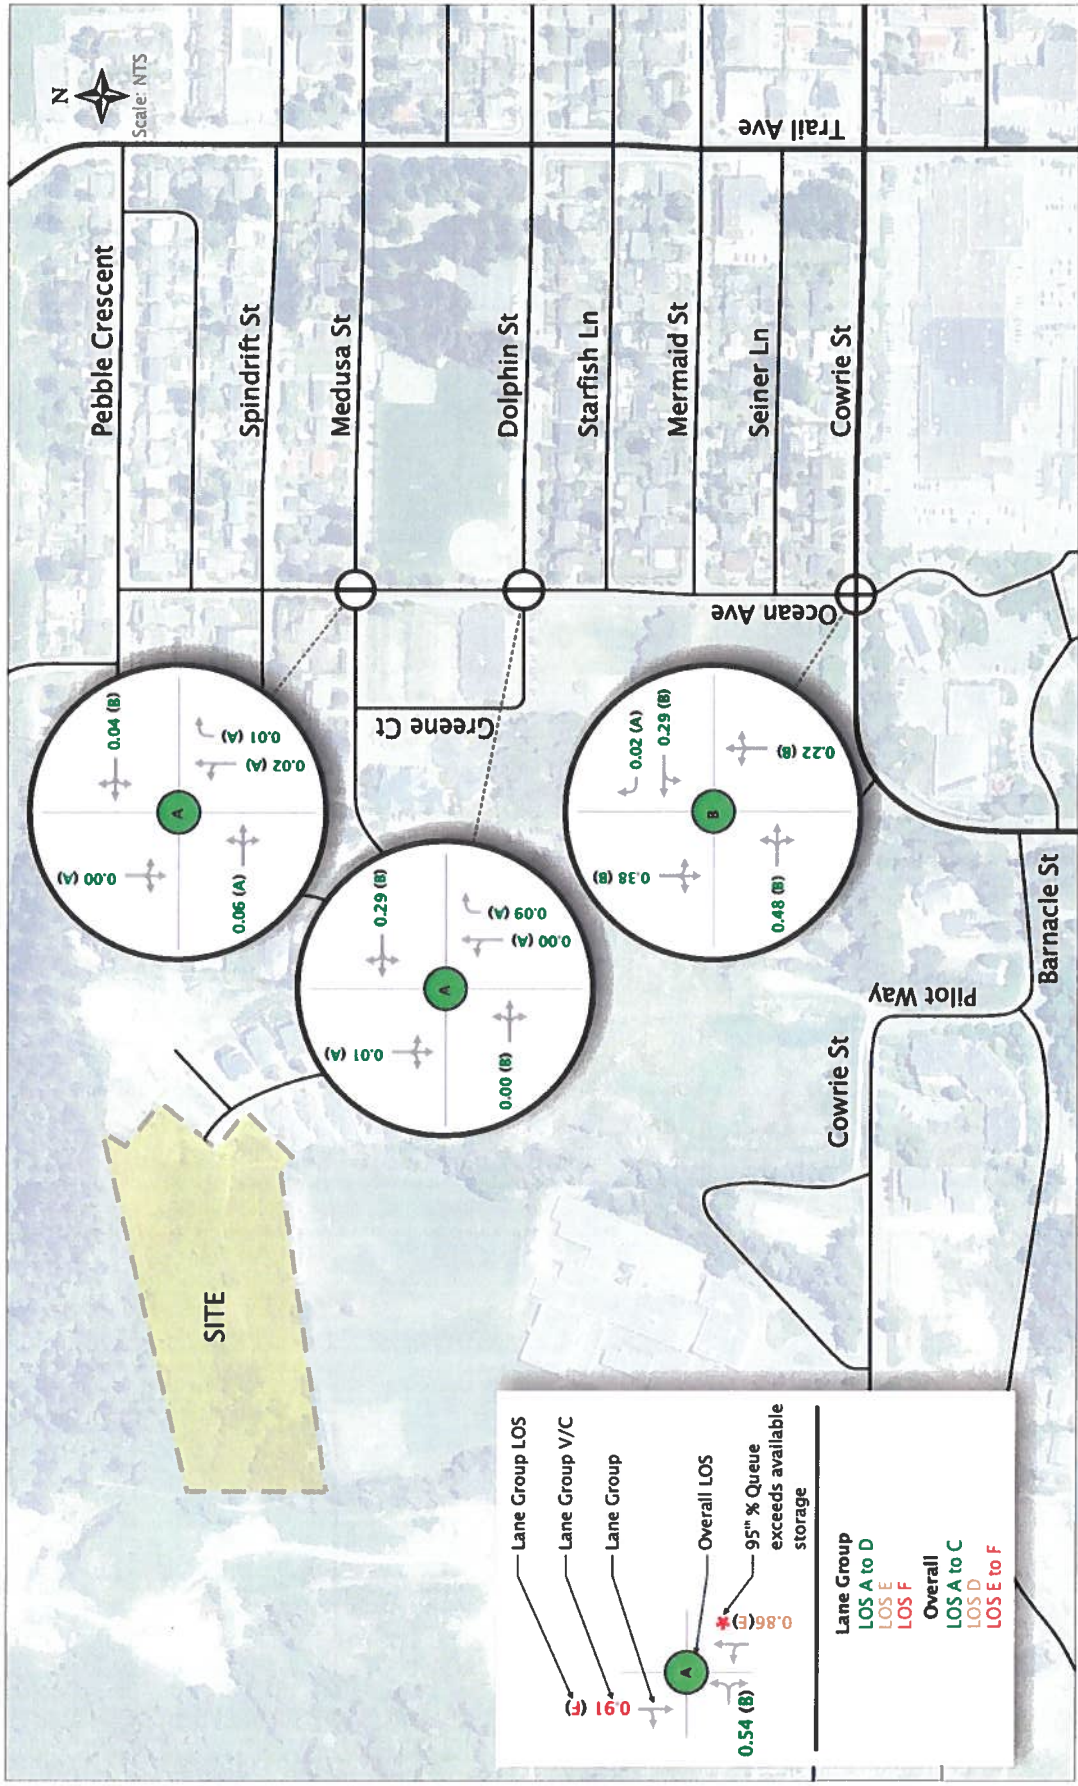 N
Scale: NTS
Pebble Crescent
Spindrift St
Medusa St
Dolphin St
Starfish Ln
Mermaid St
Seiner Ln
Cowrie St
Trail Ave
Ocean Ave
Greene Ct
0.00 (A)
0.04 (B)
A
0.06 (A)
0.02 (A)
0.01 (A)
0.01 (A)
0.29 (B)
A
0.00 (B)
0.00 (A)
0.09 (A)
0.38 (B)
0.02 (A)
0.29 (B)
B
0.48 (B)
0.22 (B)
SITE
Cowrie St
Pilot Way
Barnacle St
Lane Group LOS
Lane Group V/C
Lane Group
Overall LOS
95th % Queue
exceeds available
storage
0.91 (F)
A
0.54 (B)
0.86 (E)*
Lane Group
LOS A to D
LOS E
LOS F
Overall
LOS A to C
LOS D
LOS E to F